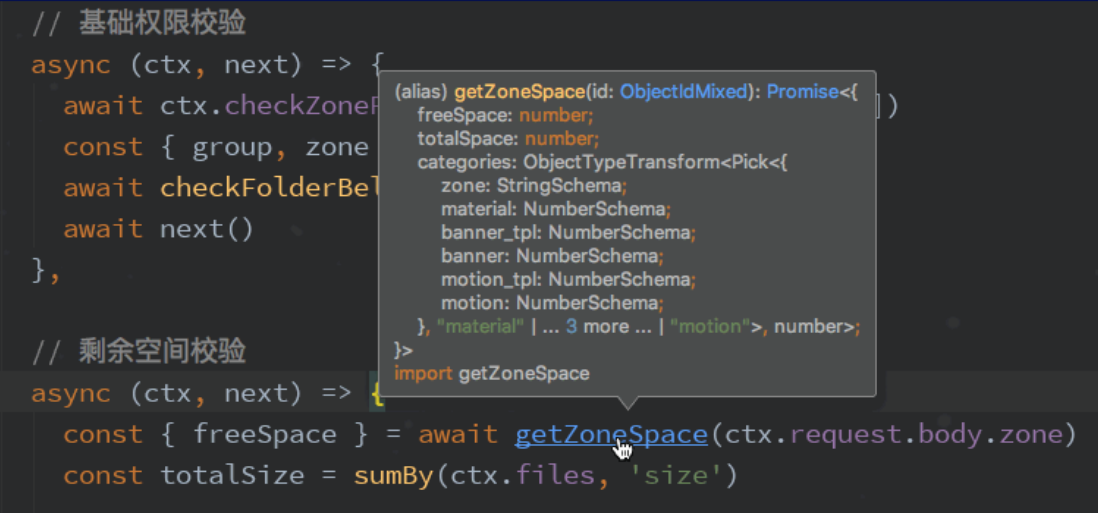 // 基础权限校验
async (ctx, next) => {
await ctx.checkZoneP
])
const { group, zone
await checkFolderBel
await next()
},
(alias) getZoneSpace(id: ObjectIdMixed): Promise<{
freeSpace: number;
totalSpace: number;
categories: ObjectTypeTransform<Pick<{
zone: StringSchema;
material: NumberSchema;
banner_tpl: NumberSchema;
banner: NumberSchema;
motion_tpl: NumberSchema;
motion: NumberSchema;
}, "material" | ... 3 more ... | "motion">, number>;
}>
import getZoneSpace
// 剩余空间校验
async (ctx, next) => {
const { freeSpace } = await getZoneSpace(ctx.request.body.zone)
const totalSize = sumBy(ctx.files, 'size')